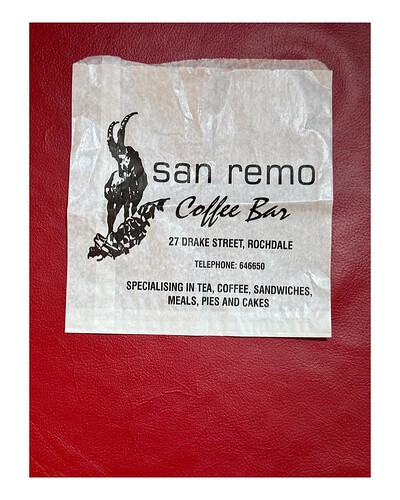 san remo
Coffee Bar
27 DRAKE STREET, ROCHDALE
TELEPHONE: 646650
SPECIALISING IN TEA, COFFEE, SANDWICHES,
MEALS, PIES AND CAKES